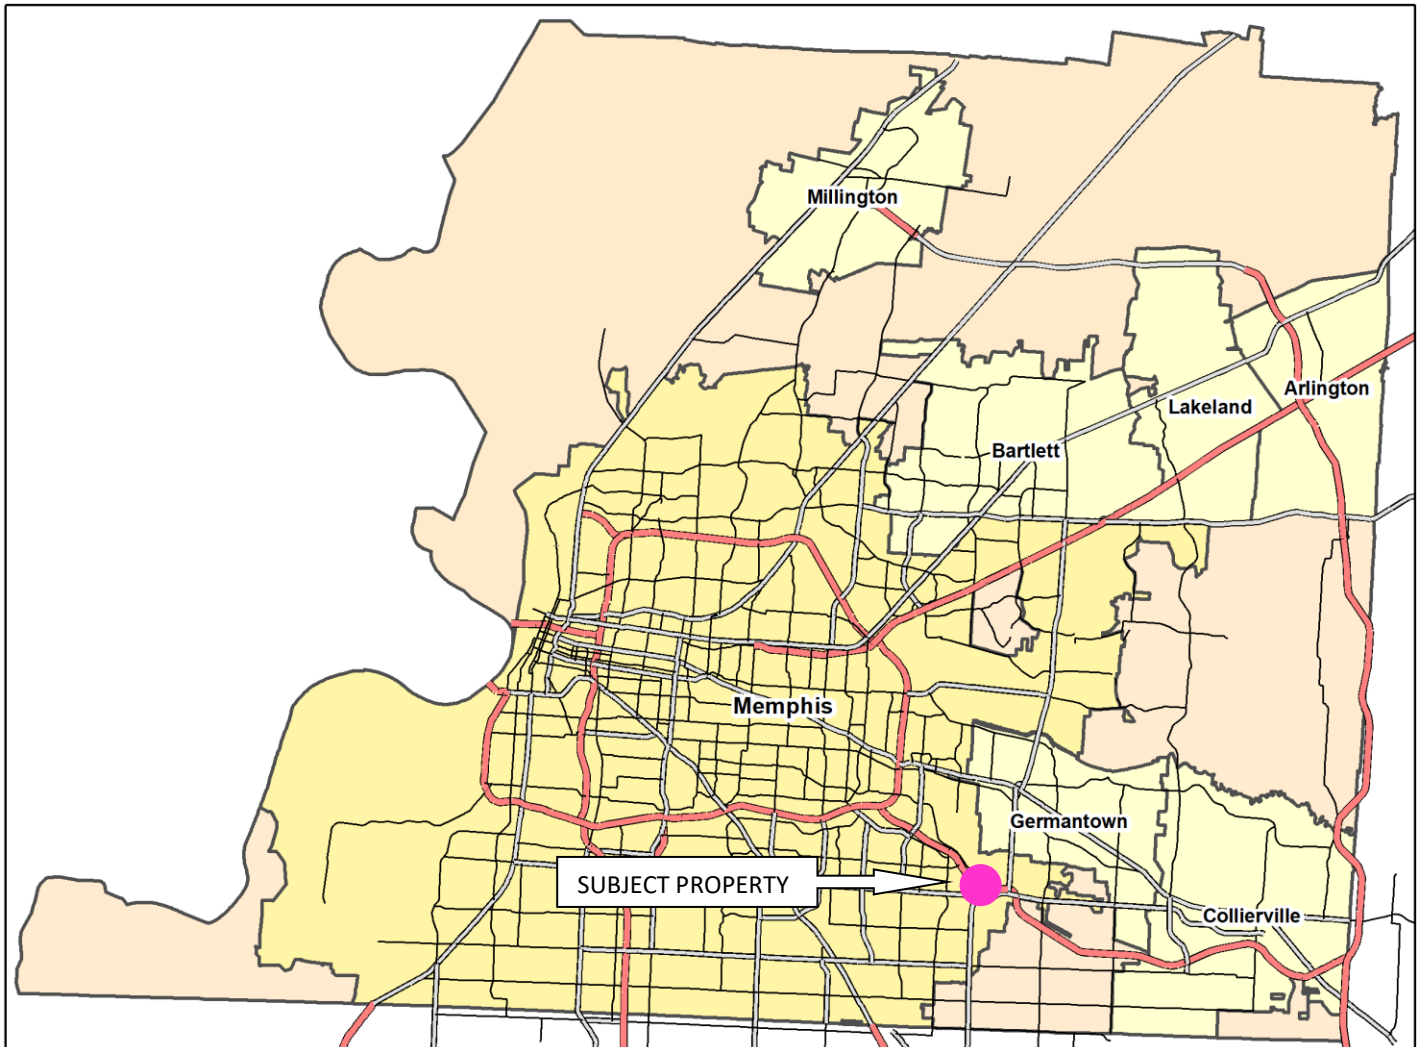 Millington
Arlington
Lakeland
Bartlett
Memphis
Germantown
SUBJECT PROPERTY
Collierville